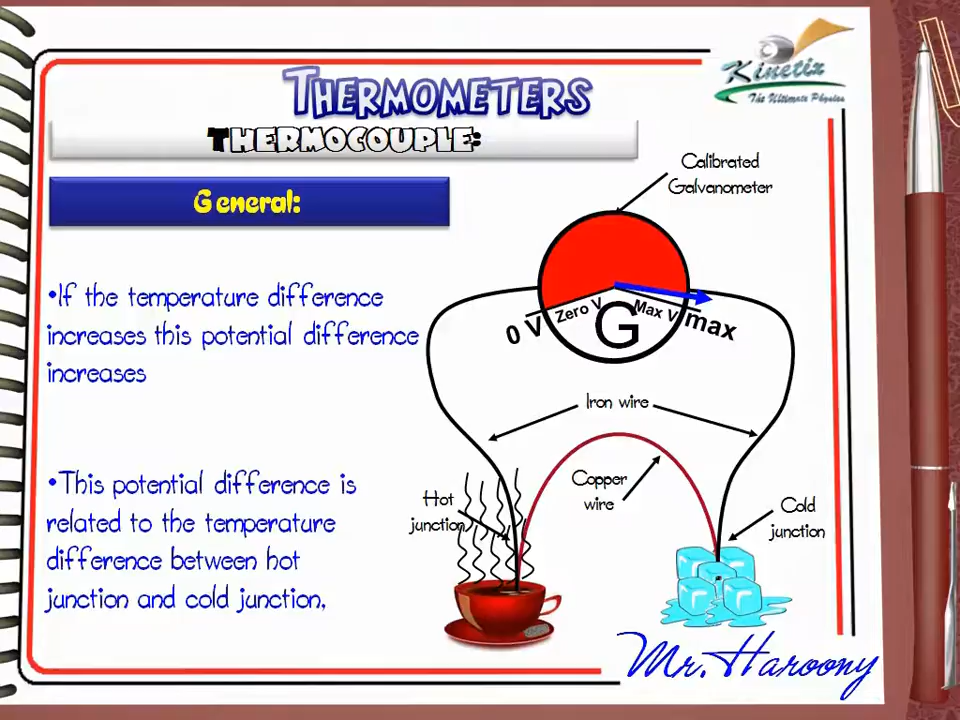 Kinetix
The Ultimate Physics
THERMOMETERS
THERMOCOUPLE:
General:
Calibrated
Galvanometer
•If the temperature difference
increases this potential difference
increases
0 V
Zero V
G
Max V
max
Iron wire
Copper
wire
Hot
junction
Cold
junction
•This potential difference is
related to the temperature
difference between hot
junction and cold junction,
Mr.Haroony